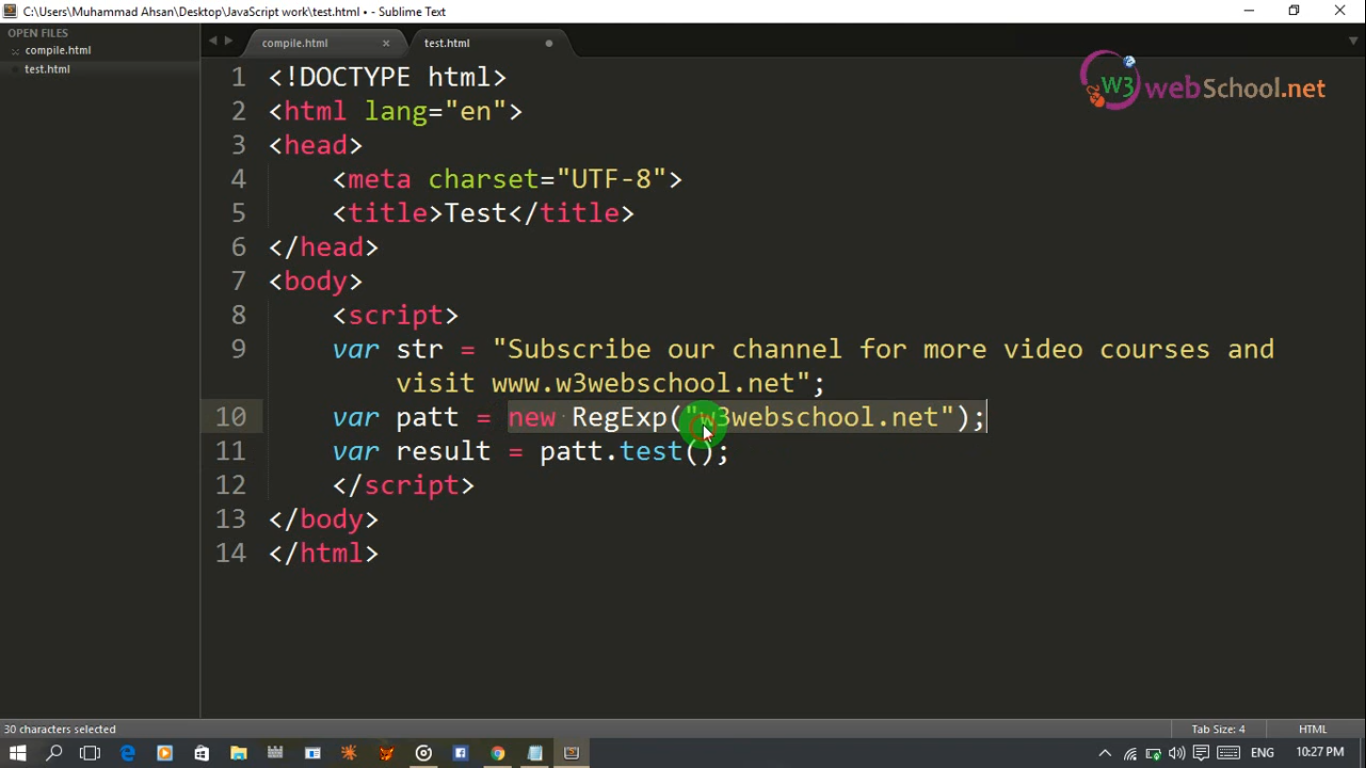 C:\Users\Muhammad Ahsan\Desktop\JavaScript work\test.html • - Sublime Text
OPEN FILES
compile.html
test.html
compile.html
test.html
W3 webSchool.net
1 <!DOCTYPE html>
2 <html lang="en">
3 <head>
4 <meta charset="UTF-8">
5 <title>Test</title>
6 </head>
7 <body>
8 <script>
9 var str = "Subscribe our channel for more video courses and
visit www.w3webschool.net";
10 var patt = new RegExp("w3webschool.net");
11 var result = patt.test();
12 </script>
13 </body>
14 </html>
30 characters selected
Tab Size: 4
HTML
ENG
10:27 PM